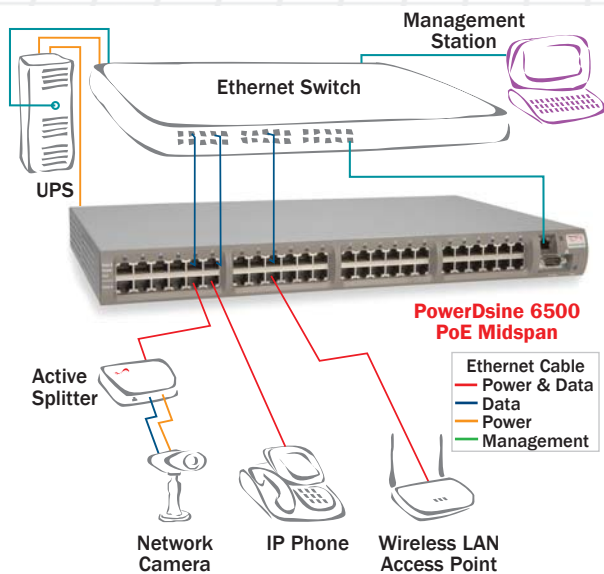 Management
Station
Ethernet Switch
UPS
PowerDsine 6500
PoE Midspan
Ethernet Cable
Power & Data
Data
Power
Management
Active
Splitter
Network
Camera
IP Phone
Wireless LAN
Access Point